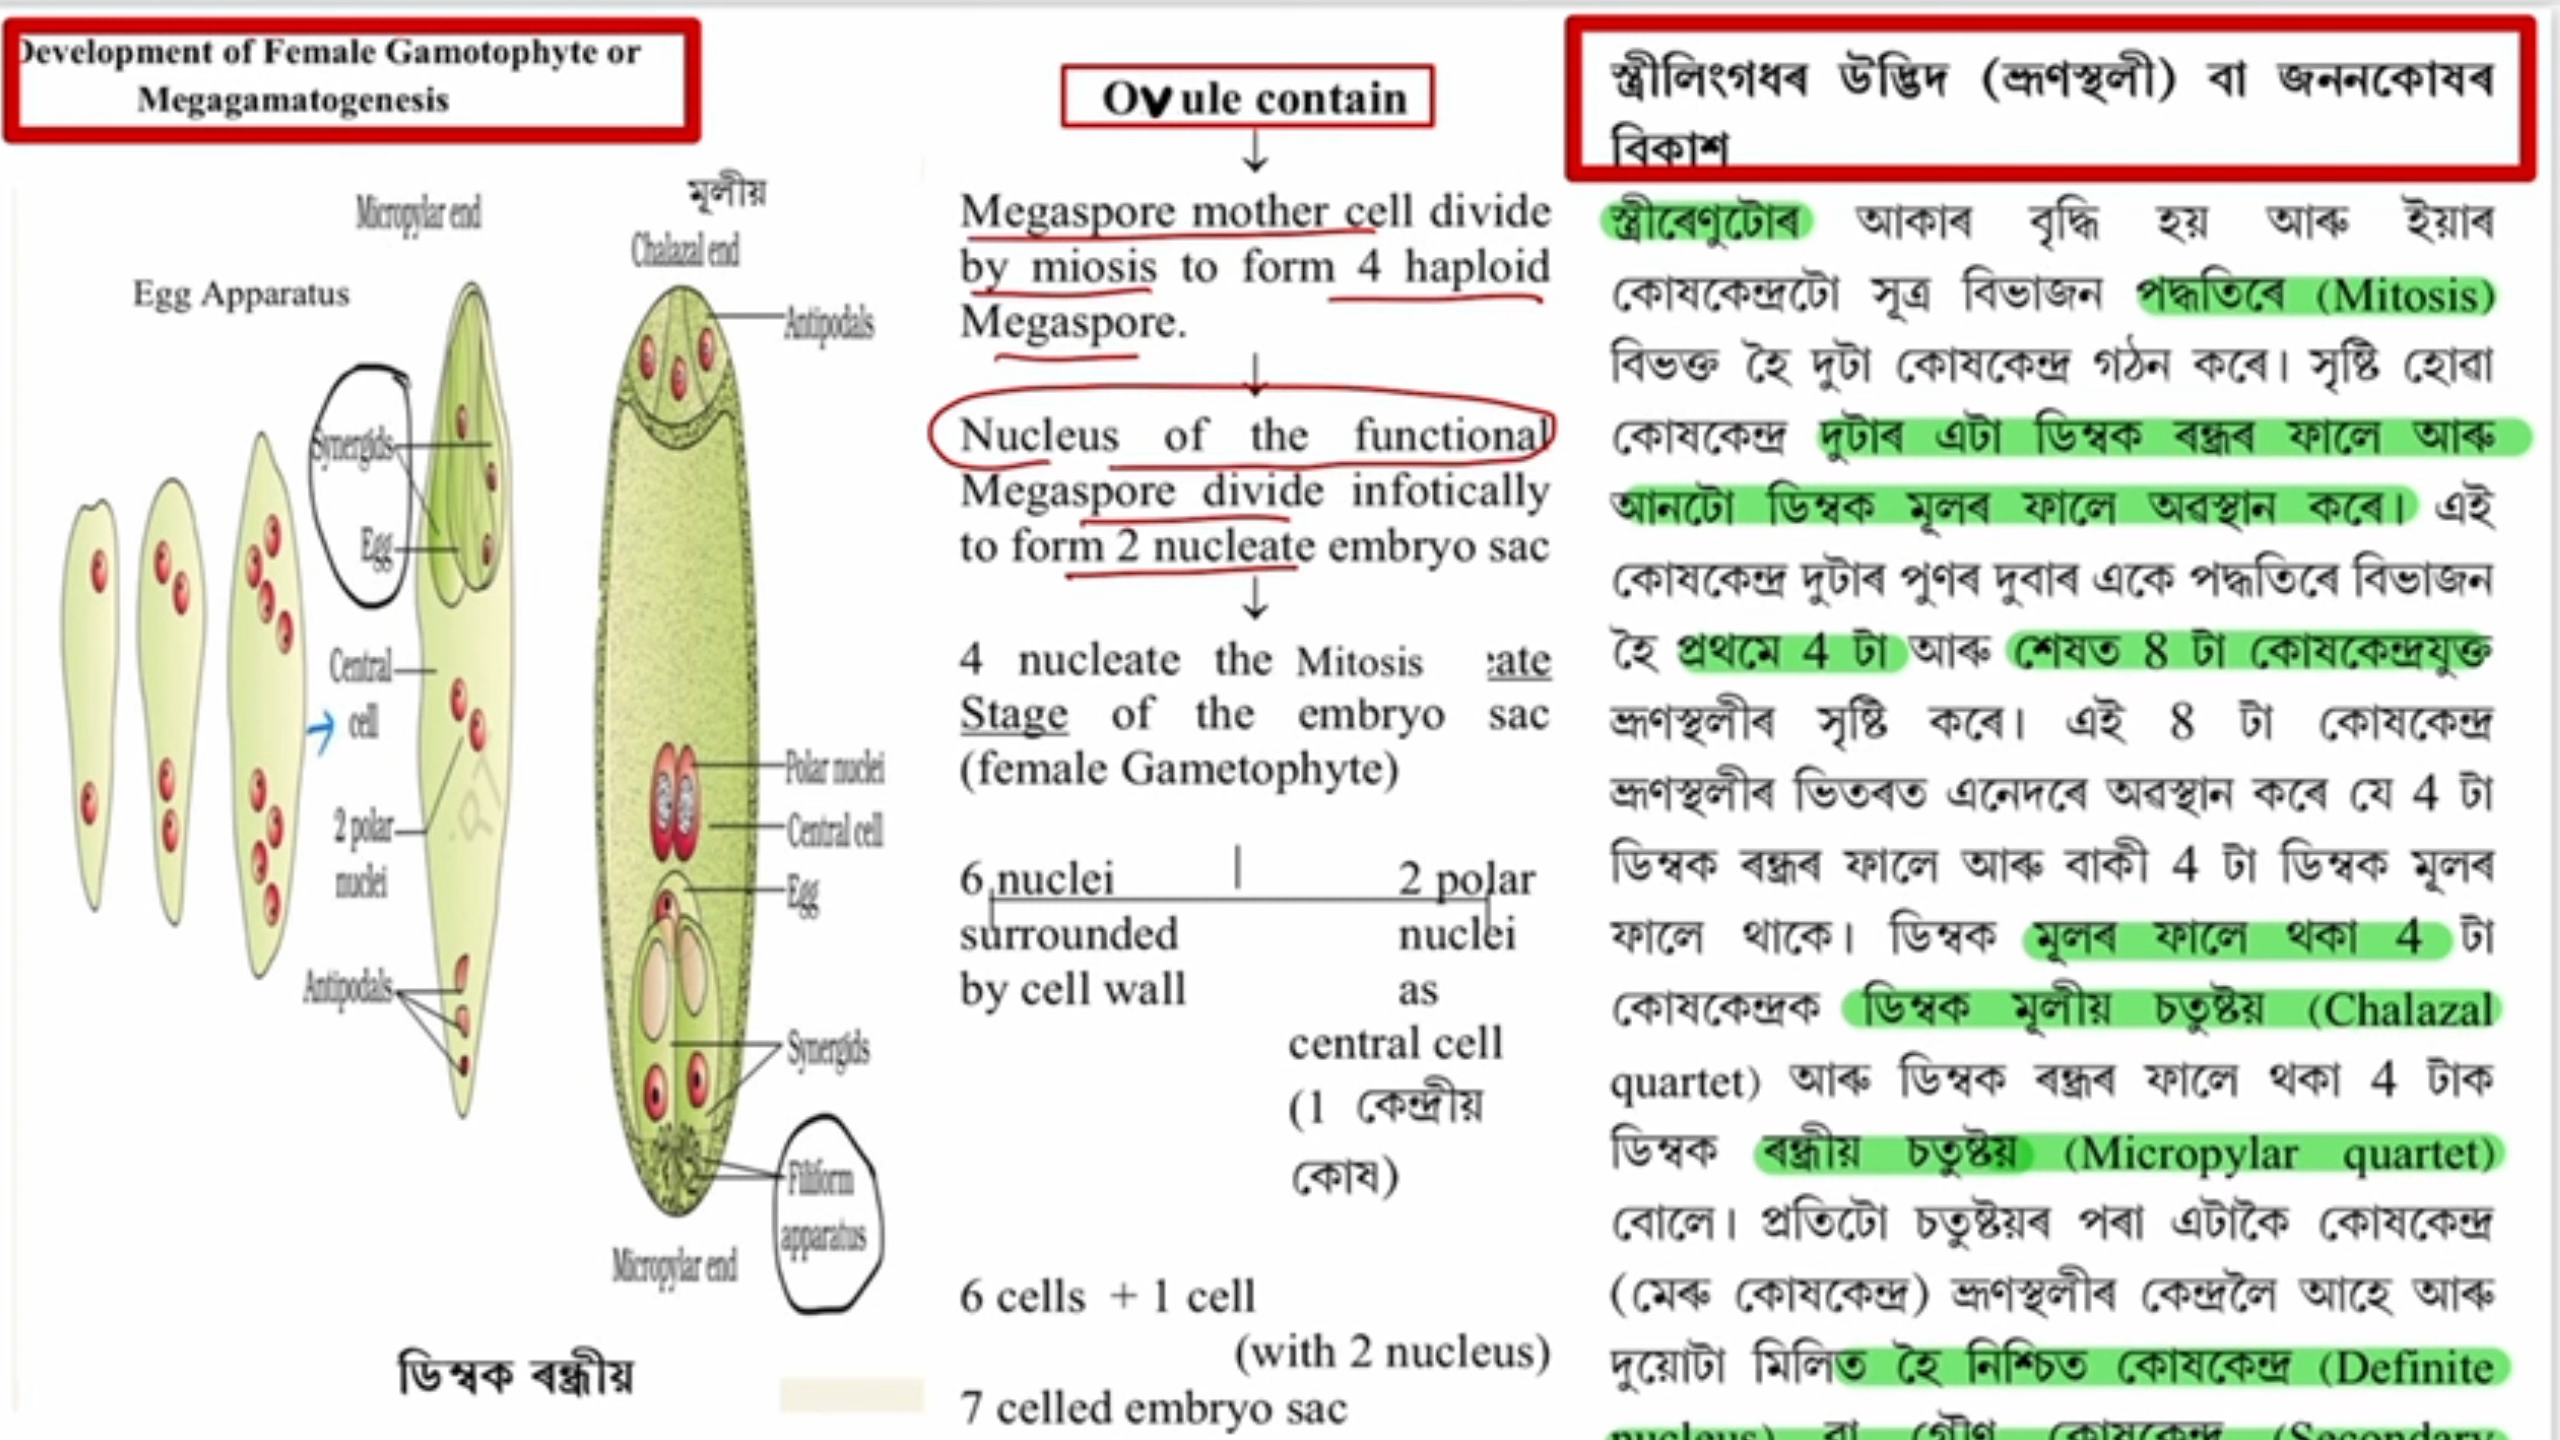 Development of Female Gamotophyte or
Megagamatogenesis
Micropylar end
মূলীয়
Chalazal end
Egg Apparatus
Antipodals
Synergids
Egg
Central
cell
2 polar
nuclei
Antipodals
Polar nuclei
Central cell
Egg
Synergids
Filiform
apparatus
Micropylar end
ডিম্বক ৰন্ধ্ৰীয়
Ovule contain
Megaspore mother cell divide
by miosis to form 4 haploid
Megaspore.
Nucleus of the functional
Megaspore divide infotically
to form 2 nucleate embryo sac
4 nucleate the Mitosis
Stage of the embryo sac
(female Gametophyte)
6 nuclei
surrounded
by cell wall
2 polar
nuclei
as
central cell
(1 কেন্দ্ৰীয়
কোষ)
6 cells + 1 cell
(with 2 nucleus)
7 celled embryo sac
স্ত্ৰীলিংগধৰ উদ্ভিদ (ভ্ৰূণস্থলী) বা জননকোষৰ
বিকাশ
স্ত্ৰীৰেণুটোৰ আকাৰ বৃদ্ধি হয় আৰু ইয়াৰ
কোষকেন্দ্ৰটো সূত্ৰ বিভাজন পদ্ধতিৰে (Mitosis)
বিভক্ত হৈ দুটা কোষকেন্দ্ৰ গঠন কৰে। সৃষ্টি হোৱা
কোষকেন্দ্ৰ দুটাৰ এটা ডিম্বক ৰন্ধ্ৰৰ ফালে আৰু
আনটো ডিম্বক মূলৰ ফালে অৱস্থান কৰে। এই
কোষকেন্দ্ৰ দুটাৰ পুণৰ দুবাৰ একে পদ্ধতিৰে বিভাজন
হৈ প্ৰথমে 4 টা আৰু শেষত 8 টা কোষকেন্দ্ৰযুক্ত
ভ্ৰূণস্থলীৰ সৃষ্টি কৰে। এই 8 টা কোষকেন্দ্ৰ
ভ্ৰূণস্থলীৰ ভিতৰত এনেদৰে অৱস্থান কৰে যে 4 টা
ডিম্বক ৰন্ধ্ৰৰ ফালে আৰু বাকী 4 টা ডিম্বক মূলৰ
ফালে থাকে। ডিম্বক মূলৰ ফালে থকা 4 টা
কোষকেন্দ্ৰক ডিম্বক মূলীয় চতুষ্টয় (Chalazal
quartet) আৰু ডিম্বক ৰন্ধ্ৰৰ ফালে থকা 4 টাক
ডিম্বক ৰন্ধ্ৰীয় চতুষ্টয় (Micropylar quartet)
বোলে। প্ৰতিটো চতুষ্টয়ৰ পৰা এটাকৈ কোষকেন্দ্ৰ
(মেৰু কোষকেন্দ্ৰ) ভ্ৰূণস্থলীৰ কেন্দ্ৰলৈ আহে আৰু
দুয়োটা মিলিত হৈ নিশ্চিত কোষকেন্দ্ৰ (Definite
nucleus) বা গৌণ কোষকেন্দ্ৰ (Secondary